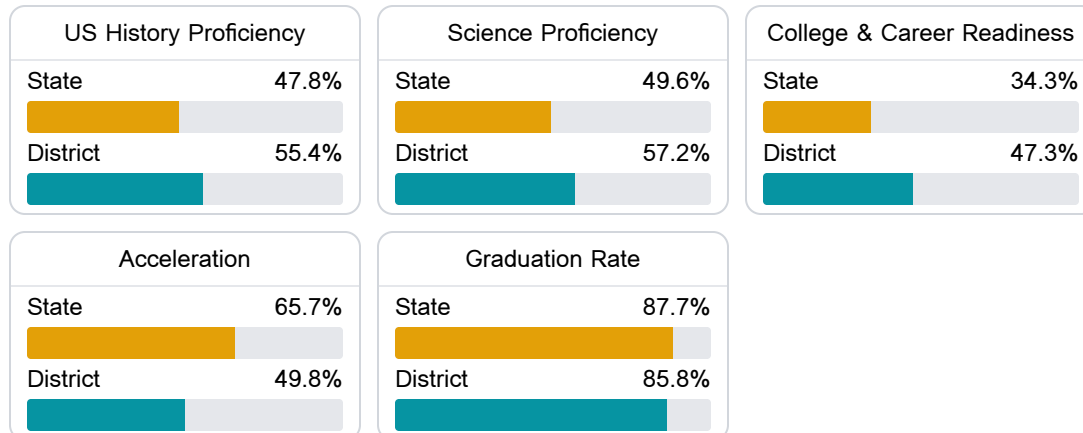 US History Proficiency
State 47.8%
District 55.4%
Science Proficiency
State 49.6%
District 57.2%
College & Career Readiness
State 34.3%
District 47.3%
Acceleration
State 65.7%
District 49.8%
Graduation Rate
State 87.7%
District 85.8%